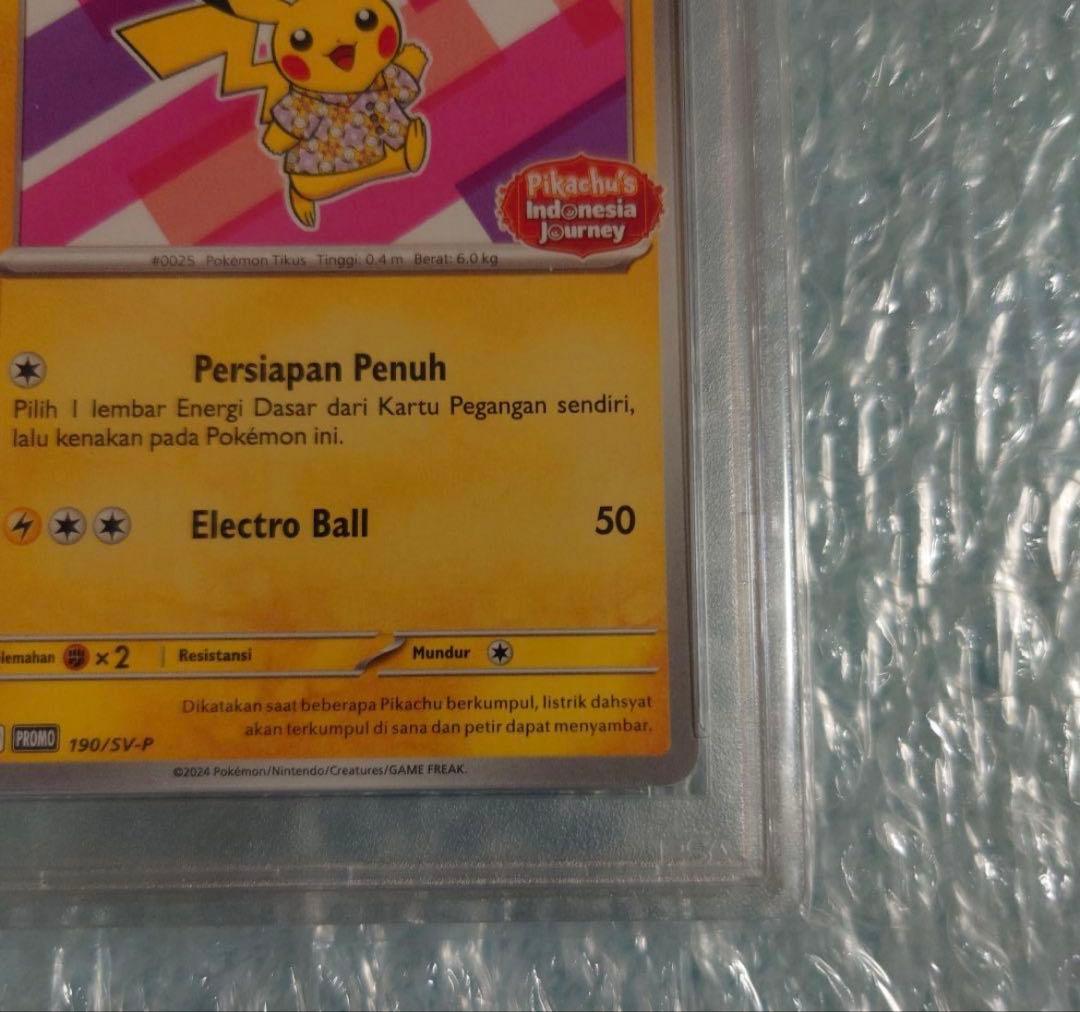 Pikachu's
Indonesia
Journey
#0025 Pokémon Tikus Tinggi: 0.4 m Berat: 6.0 kg
Persiapan Penuh
Pilih 1 lembar Energi Dasar dari Kartu Pegangan sendiri,
lalu kenakan pada Pokémon ini.
Electro Ball 50
lemahan ×2 Resistansi Mundur
Dikatakan saat beberapa Pikachu berkumpul, listrik dahsyat
akan terkumpul di sana dan petir dapat menyambar.
PROMO 190/SV-P
©2024 Pokémon/Nintendo/Creatures/GAME FREAK.